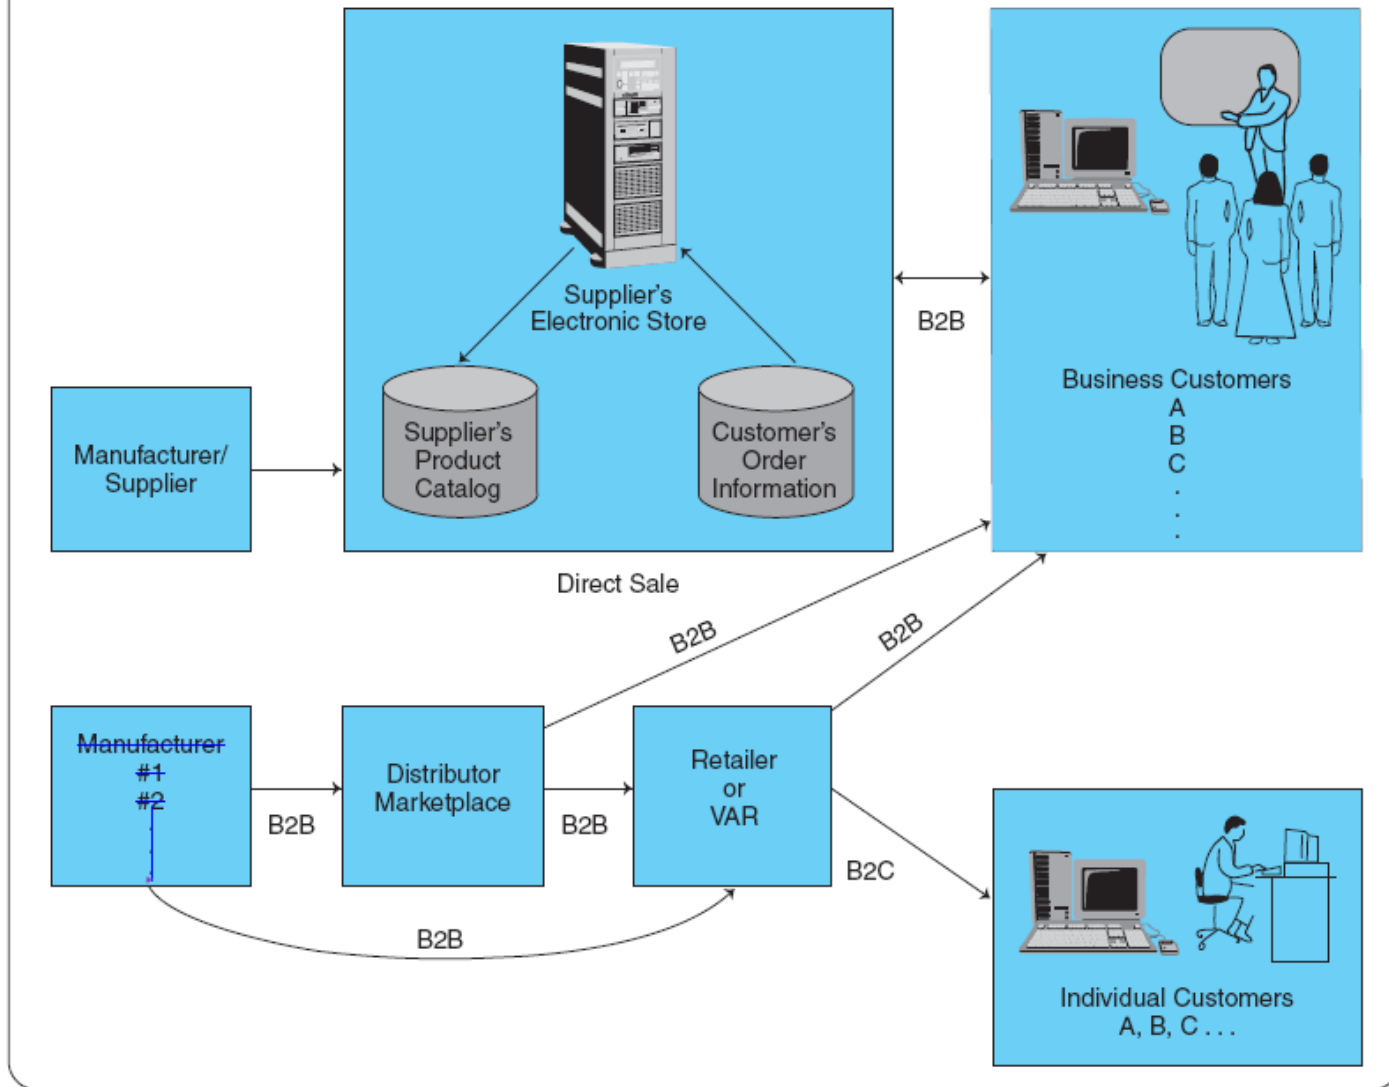 Supplier's
Electronic Store
Supplier's
Product
Catalog
Customer's
Order
Information
B2B
Business Customers
A
B
C
.
.
.
Manufacturer/
Supplier
Direct Sale
B2B
B2B
Manufacturer
#1
#2
B2B
Distributor
Marketplace
B2B
Retailer
or
VAR
B2C
B2B
Individual Customers
A, B, C . . .